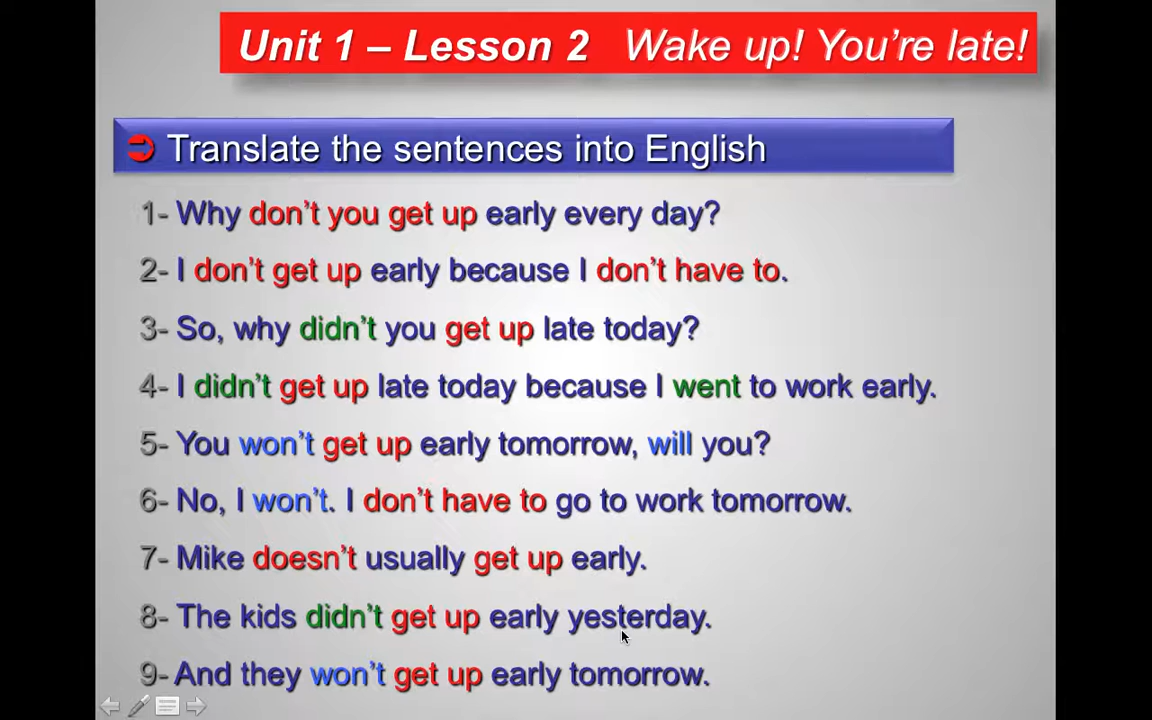 Unit 1 – Lesson 2 Wake up! You're late!
Translate the sentences into English
1- Why don't you get up early every day?
2- I don't get up early because I don't have to.
3- So, why didn't you get up late today?
4- I didn't get up late today because I went to work early.
5- You won't get up early tomorrow, will you?
6- No, I won't. I don't have to go to work tomorrow.
7- Mike doesn't usually get up early.
8- The kids didn't get up early yesterday.
9- And they won't get up early tomorrow.